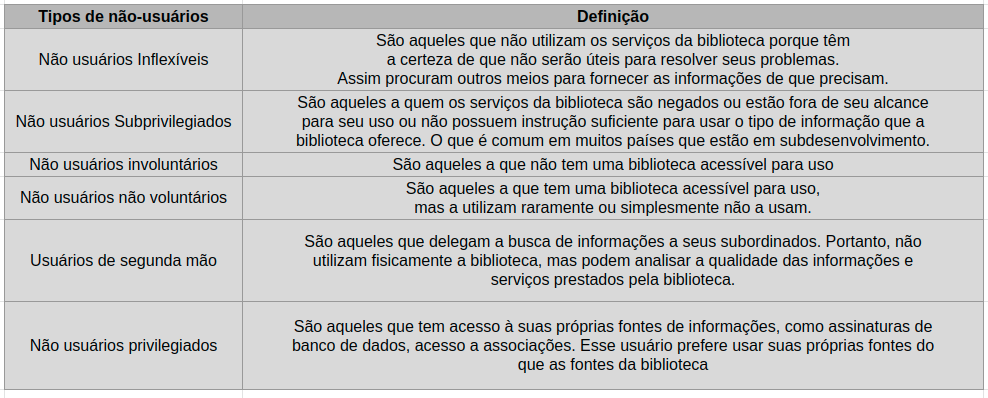 Tipos de não-usuários
Definição
Não usuários Inflexíveis
São aqueles que não utilizam os serviços da biblioteca porque têm
a certeza de que não serão úteis para resolver seus problemas.
Assim procuram outros meios para fornecer as informações de que precisam.
Não usuários Subprivilegiados
São aqueles a quem os serviços da biblioteca são negados ou estão fora de seu alcance
para seu uso ou não possuem instrução suficiente para usar o tipo de informação que a
biblioteca oferece. O que é comum em muitos países que estão em subdesenvolvimento.
Não usuários involuntários
São aqueles a que não tem uma biblioteca acessível para uso
Não usuários não voluntários
São aqueles a que tem uma biblioteca acessível para uso,
mas a utilizam raramente ou simplesmente não a usam.
Usuários de segunda mão
São aqueles que delegam a busca de informações a seus subordinados. Portanto, não
utilizam fisicamente a biblioteca, mas podem analisar a qualidade das informações e
serviços prestados pela biblioteca.
Não usuários privilegiados
São aqueles que tem acesso à suas próprias fontes de informações, como assinaturas de
banco de dados, acesso a associações. Esse usuário prefere usar suas próprias fontes do
que as fontes da biblioteca